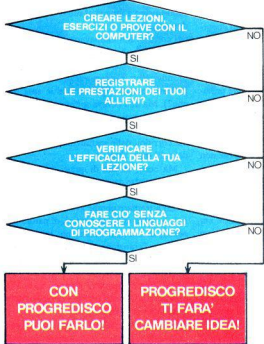 CREARE LEZIONI,
ESERCIZI O PROVE CON IL
COMPUTER?
NO
SI
REGISTRARE
LE PRESTAZIONI DEI TUOI
ALLIEVI?
NO
SI
VERIFICARE
L'EFFICACIA DELLA TUA
LEZIONE?
NO
SI
FARE CIO' SENZA
CONOSCERE I LINGUAGGI
DI PROGRAMMAZIONE?
NO
SI
CON
PROGREDISCO
PUOI FARLO!
PROGREDISCO
TI FARA'
CAMBIARE IDEA!